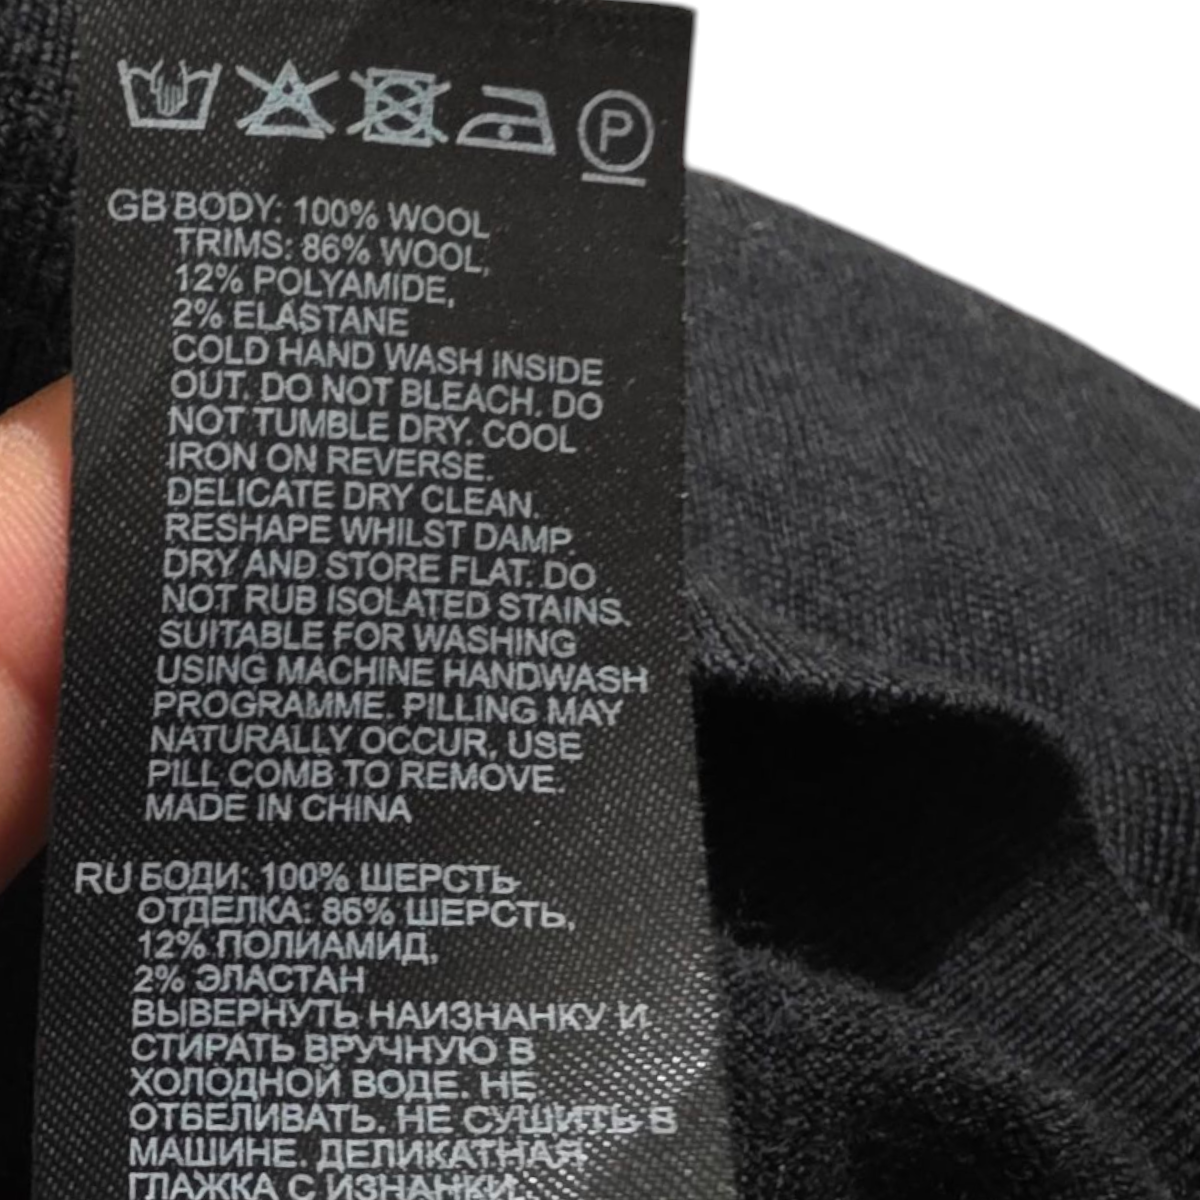 P
GB BODY: 100% WOOL
TRIMS: 86% WOOL,
12% POLYAMIDE,
2% ELASTANE
COLD HAND WASH INSIDE
OUT. DO NOT BLEACH. DO
NOT TUMBLE DRY. COOL
IRON ON REVERSE.
DELICATE DRY CLEAN.
RESHAPE WHILST DAMP.
DRY AND STORE FLAT. DO
NOT RUB ISOLATED STAINS.
SUITABLE FOR WASHING
USING MACHINE HANDWASH
PROGRAMME. PILLING MAY
NATURALLY OCCUR, USE
PILL COMB TO REMOVE.
MADE IN CHINA
RU БОДИ: 100% ШЕРСТЬ
ОТДЕЛКА: 86% ШЕРСТЬ,
12% ПОЛИАМИД,
2% ЭЛАСТАН
ВЫВЕРНУТЬ НАИЗНАНКУ И
СТИРАТЬ ВРУЧНУЮ В
ХОЛОДНОЙ ВОДЕ. НЕ
ОТБЕЛИВАТЬ. НЕ СУШИТЬ В
МАШИНЕ. ДЕЛИКАТНАЯ
ГЛАЖКА С ИЗНАНКИ.